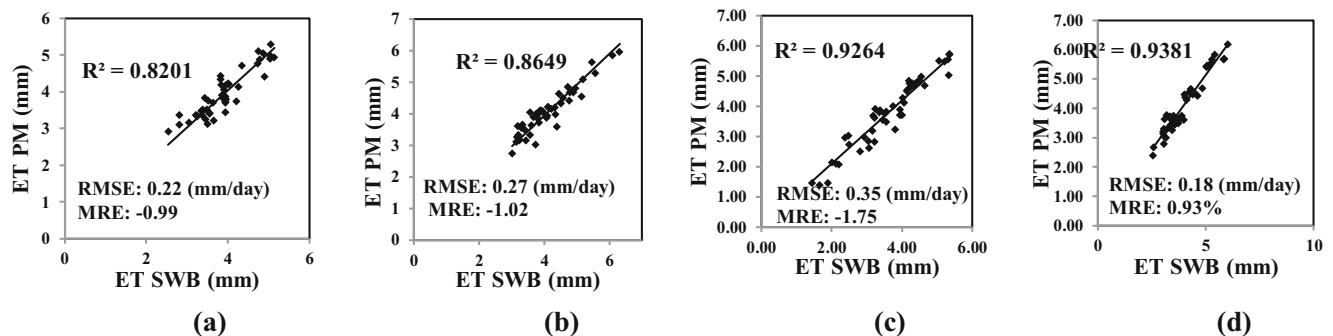 6
5
4
3
2
1
0
ET PM (mm)
R² = 0.8201
RMSE: 0.22 (mm/day)
MRE: -0.99
0 2 4 6
ET SWB (mm)
(a)
7
6
5
4
3
2
1
0
ET PM (mm)
R² = 0.8649
RMSE: 0.27 (mm/day)
MRE: -1.02
0 2 4 6
ET SWB (mm)
(b)
7.00
6.00
5.00
4.00
3.00
2.00
1.00
0.00
ET PM (mm)
R² = 0.9264
RMSE: 0.35 (mm/day)
MRE: -1.75
0.00 2.00 4.00 6.00
ET SWB (mm)
(c)
7.00
6.00
5.00
4.00
3.00
2.00
1.00
0.00
ET PM (mm)
R² = 0.9381
RMSE: 0.18 (mm/day)
MRE: 0.93%
0 5 10
ET SWB (mm)
(d)